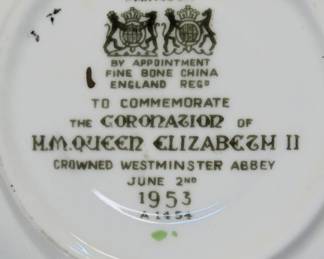 BY APPOINTMENT
FINE BONE CHINA
ENGLAND REGD
TO COMMEMORATE
THE CORONATION OF
H.M.QUEEN ELIZABETH II
CROWNED WESTMINSTER ABBEY
JUNE 2ND
1953
A 1454